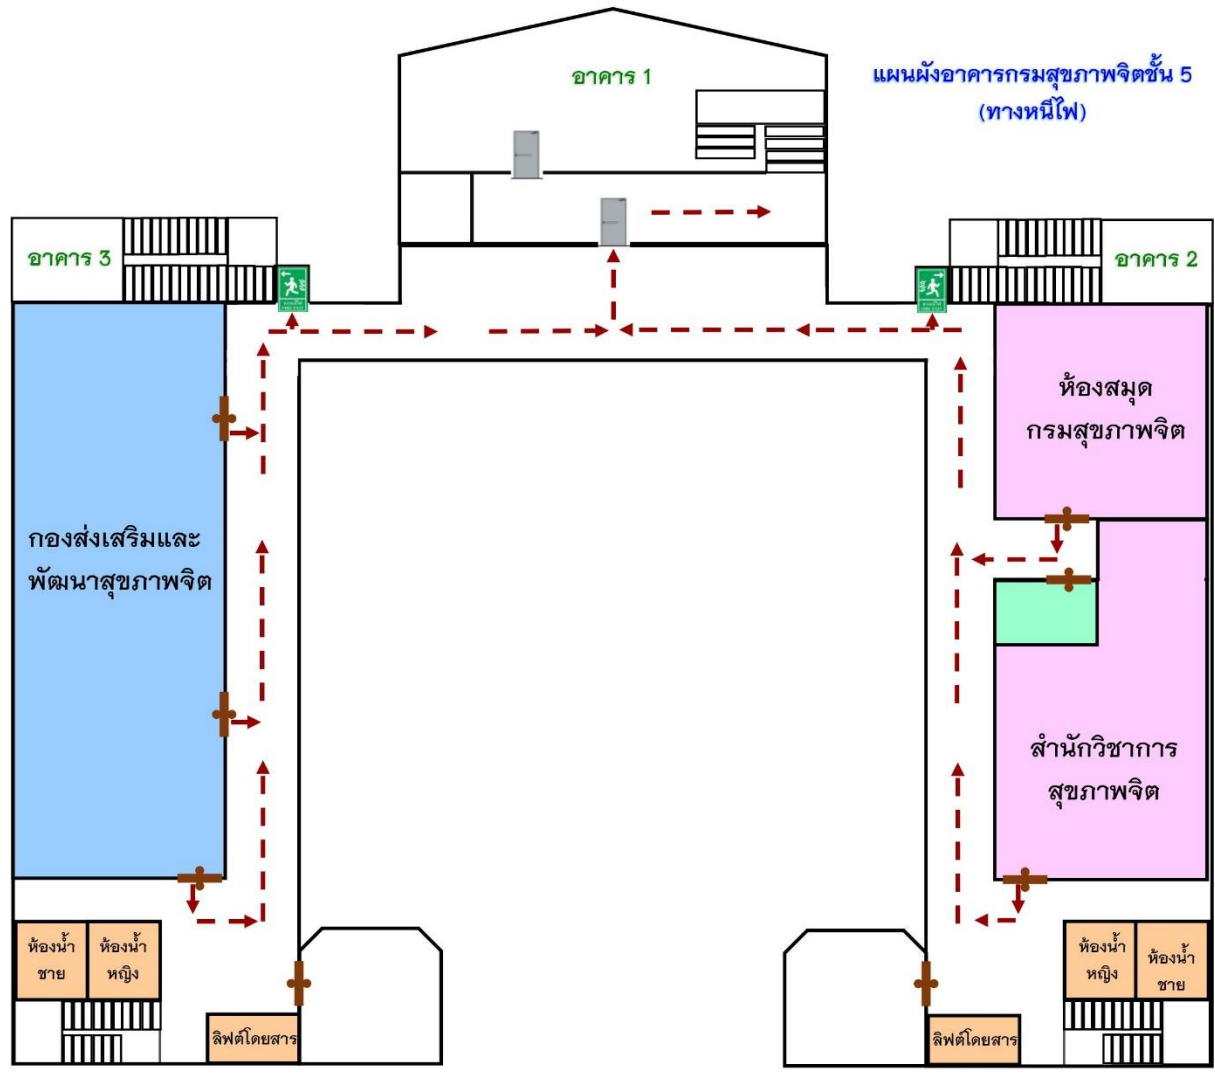 อาคาร 1
แผนผังอาคารกรมสุขภาพจิตชั้น 5
(ทางหนีไฟ)
อาคาร 3
อาคาร 2
ห้องสมุด
กรมสุขภาพจิต
กองส่งเสริมและ
พัฒนาสุขภาพจิต
สำนักวิชาการ
สุขภาพจิต
ห้องน้ำ
ชาย
ห้องน้ำ
หญิง
ห้องน้ำ
หญิง
ห้องน้ำ
ชาย
ลิฟต์โดยสาร
ลิฟต์โดยสาร